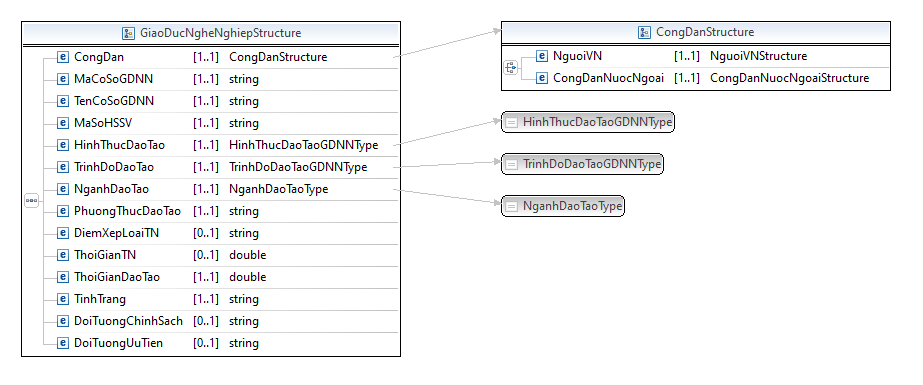 GiaoDucNgheNghiepStructure
CongDan [1..1] CongDanStructure
MaCoSoGDNN [1..1] string
TenCoSoGDNN [1..1] string
MaSoHSSV [1..1] string
HinhThucDaoTao [1..1] HinhThucDaoTaoGDNNType
TrinhDoDaoTao [1..1] TrinhDoDaoTaoGDNNType
NganhDaoTao [1..1] NganhDaoTaoType
PhuongThucDaoTao [1..1] string
DiemXepLoaiTN [0..1] string
ThoiGianTN [0..1] double
ThoiGianDaoTao [1..1] double
TinhTrang [1..1] string
DoiTuongChinhSach [0..1] string
DoiTuongUuTien [0..1] string
CongDanStructure
NguoiVN [1..1] NguoiVNStructure
CongDanNuocNgoai [1..1] CongDanNuocNgoaiStructure
HinhThucDaoTaoGDNNType
TrinhDoDaoTaoGDNNType
NganhDaoTaoType